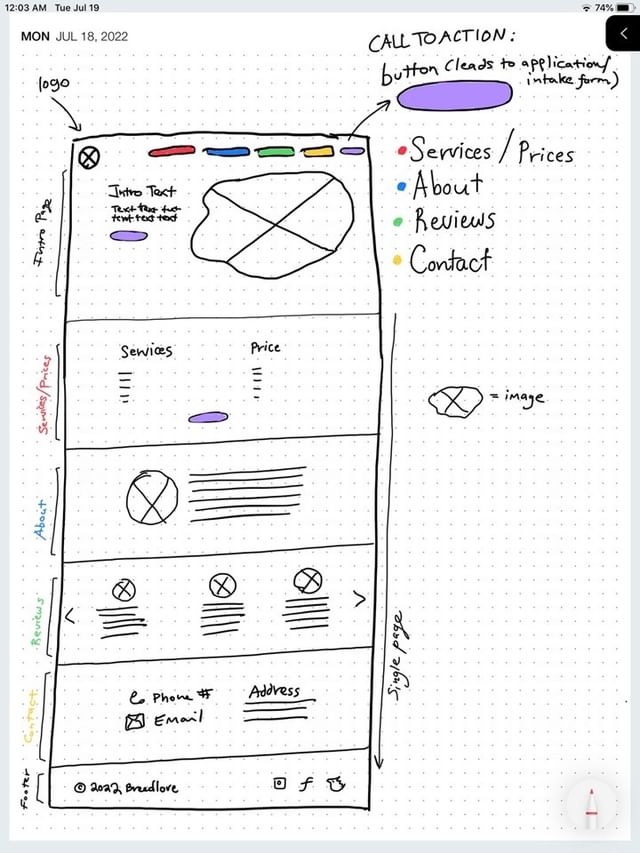 12:03 AM Tue Jul 19
74%
MON JUL 18, 2022
CALL TO ACTION:
button (leads to application/
intake form)
logo
Services / Prices
About
Reviews
Contact
Intro Page
Intro Text
Text text text
text text text
Services/Prices
Services
Price
= image
About
Reviews
<
>
Single page
Contact
Phone #
Email
Address
Footer
© 2022 Breedlove
f